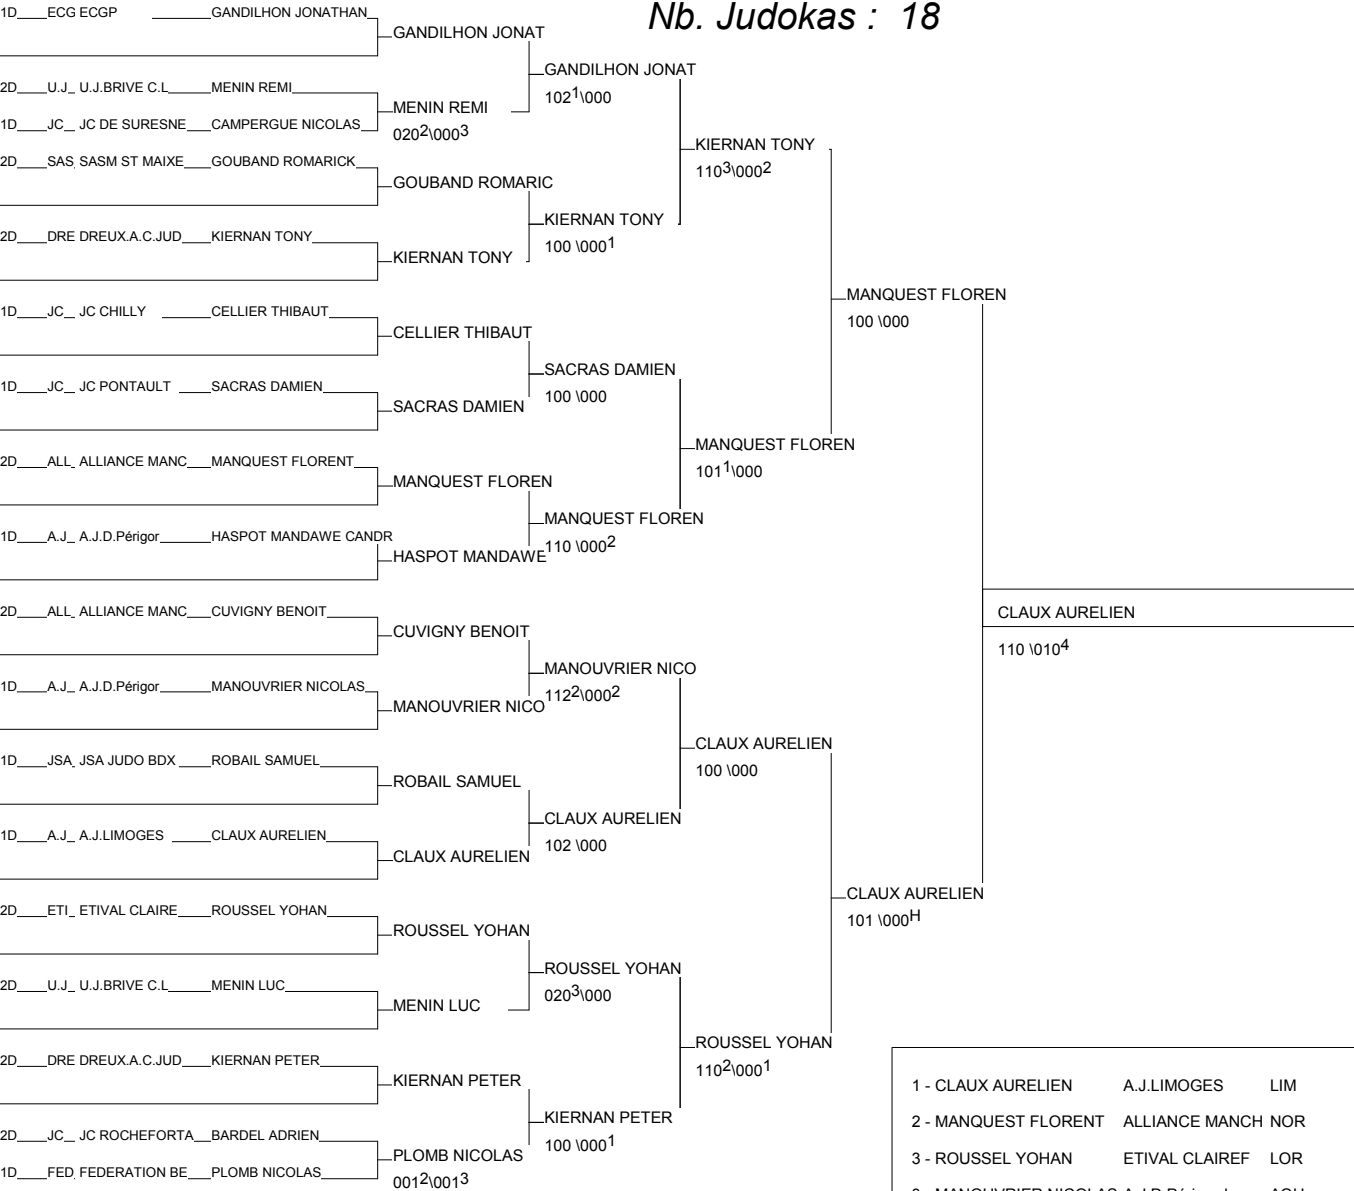 Nb. Judokas : 18
1D ECG ECGP GANDILHON JONATHAN
GANDILHON JONAT
GANDILHON JONAT
102¹\000
2D U.J_ U.J.BRIVE C.L MENIN REMI
MENIN REMI
020²\000³
1D JC_ JC DE SURESNE CAMPERGUE NICOLAS
KIERNAN TONY
110³\000²
2D SAS SASM ST MAIXE GOUBAND ROMARICK
GOUBAND ROMARIC
KIERNAN TONY
100 \000¹
2D DRE DREUX.A.C.JUD KIERNAN TONY
KIERNAN TONY
MANQUEST FLOREN
100 \000
1D JC_ JC CHILLY CELLIER THIBAUT
CELLIER THIBAUT
SACRAS DAMIEN
100 \000
1D JC_ JC PONTAULT SACRAS DAMIEN
SACRAS DAMIEN
MANQUEST FLOREN
101¹\000
2D ALL ALLIANCE MANC MANQUEST FLORENT
MANQUEST FLOREN
MANQUEST FLOREN
110 \000²
1D A.J_ A.J.D.Périgor HASPOT MANDAWE CANDR
HASPOT MANDAWE
CLAUX AURELIEN
110 \010⁴
2D ALL ALLIANCE MANC CUVIGNY BENOIT
CUVIGNY BENOIT
MANOUVRIER NICO
112²\000²
1D A.J_ A.J.D.Périgor MANOUVRIER NICOLAS
MANOUVRIER NICO
CLAUX AURELIEN
100 \000
1D JSA JSA JUDO BDX ROBAIL SAMUEL
ROBAIL SAMUEL
CLAUX AURELIEN
102 \000
1D A.J_ A.J.LIMOGES CLAUX AURELIEN
CLAUX AURELIEN
CLAUX AURELIEN
101 \000H
2D ETI_ ETIVAL CLAIRE ROUSSEL YOHAN
ROUSSEL YOHAN
ROUSSEL YOHAN
020³\000
2D U.J_ U.J.BRIVE C.L MENIN LUC
MENIN LUC
ROUSSEL YOHAN
110²\000¹
2D DRE DREUX.A.C.JUD KIERNAN PETER
KIERNAN PETER
KIERNAN PETER
100 \000¹
2D JC_ JC ROCHEFORTA BARDEL ADRIEN
PLOMB NICOLAS
001²\001³
1D FED FEDERATION BE PLOMB NICOLAS
1 - CLAUX AURELIEN A.J.LIMOGES LIM
2 - MANQUEST FLORENT ALLIANCE MANCH NOR
3 - ROUSSEL YOHAN ETIVAL CLAIREF LOR